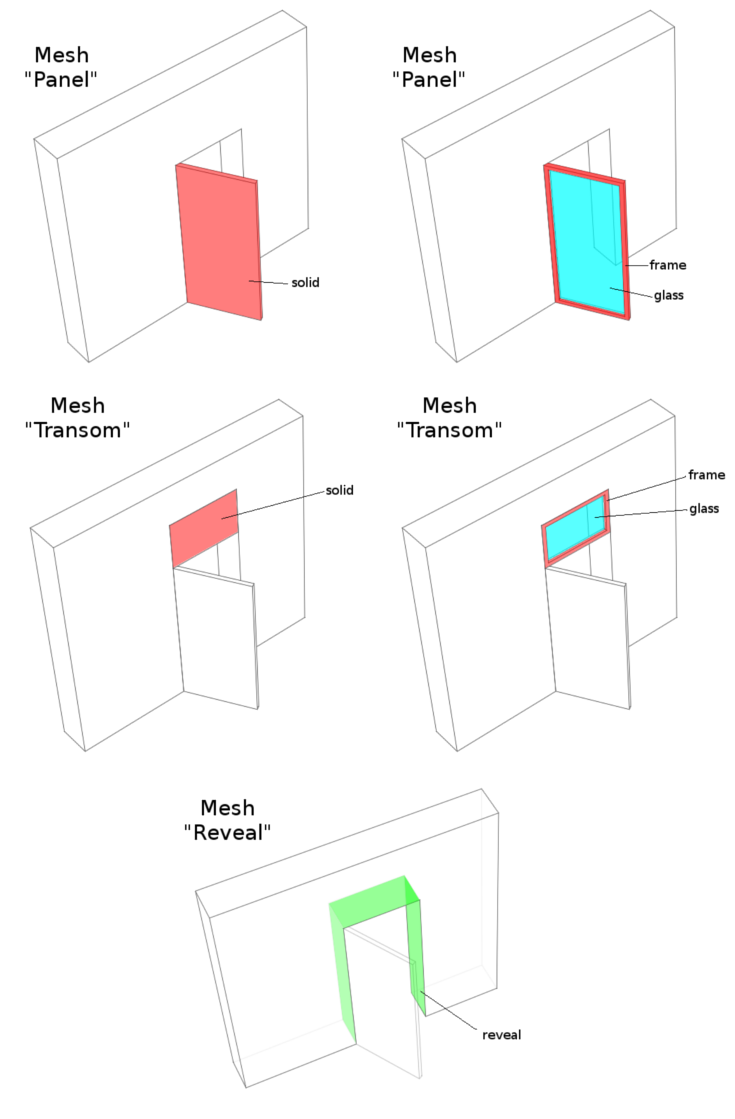 Mesh
"Panel"
solid
Mesh
"Panel"
frame
glass
Mesh
"Transom"
solid
Mesh
"Transom"
frame
glass
Mesh
"Reveal"
reveal